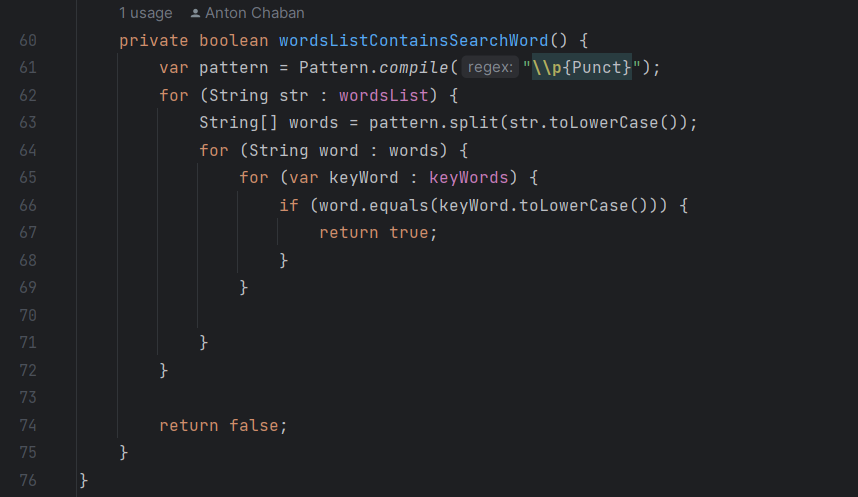 1 usage Anton Chaban
60 private boolean wordsListContainsSearchWord() {
61 var pattern = Pattern.compile( regex: "\\p{Punct}");
62 for (String str : wordsList) {
63 String[] words = pattern.split(str.toLowerCase());
64 for (String word : words) {
65 for (var keyWord : keyWords) {
66 if (word.equals(keyWord.toLowerCase())) {
67 return true;
68 }
69 }
70
71 }
72 }
73
74 return false;
75 }
76 }